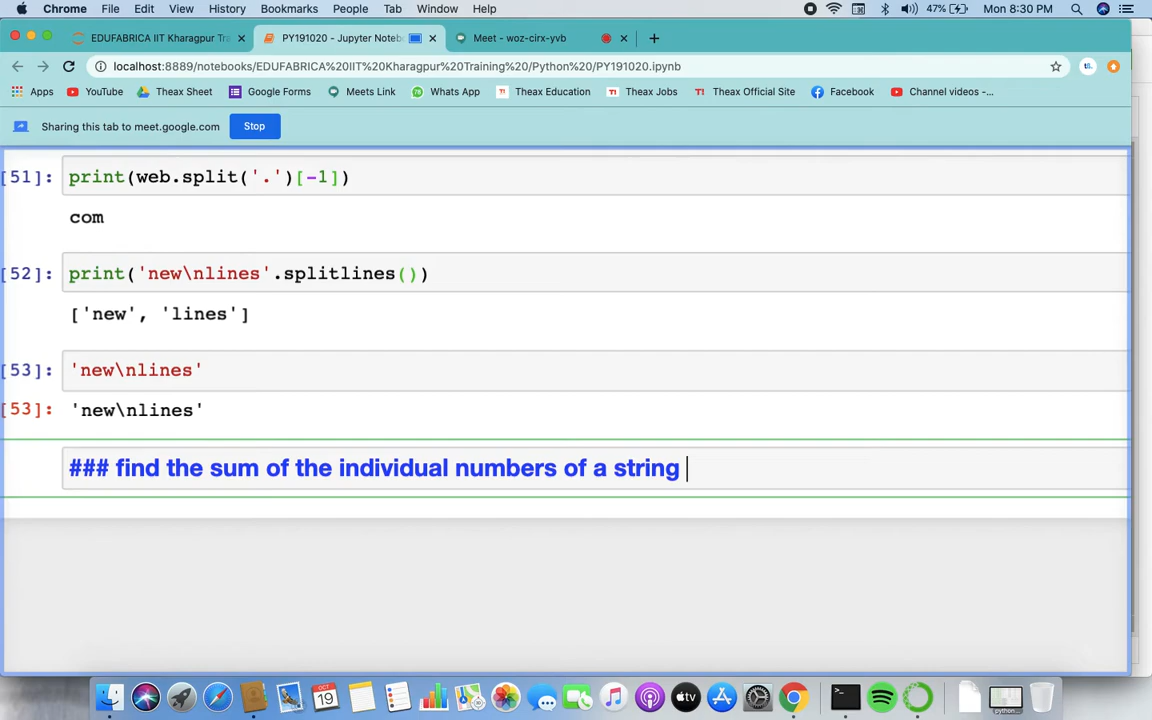 Chrome File Edit View History Bookmarks People Tab Window Help 47% Mon 8:30 PM
EDUFABRICA IIT Kharagpur Tra
PY191020 - Jupyter Notebo
Meet - woz-cirx-yvb
localhost:8889/notebooks/EDUFABRICA%20IIT%20Kharagpur%20Training%20/Python%20/PY191020.ipynb
Apps YouTube Theax Sheet Google Forms Meets Link Whats App Theax Education Theax Jobs Theax Official Site Facebook Channel videos -...
Sharing this tab to meet.google.com Stop
[51]: print(web.split('.')[-1])
com
[52]: print('new\nlines'.splitlines())
['new', 'lines']
[53]: 'new\nlines'
[53]: 'new\nlines'
### find the sum of the individual numbers of a string